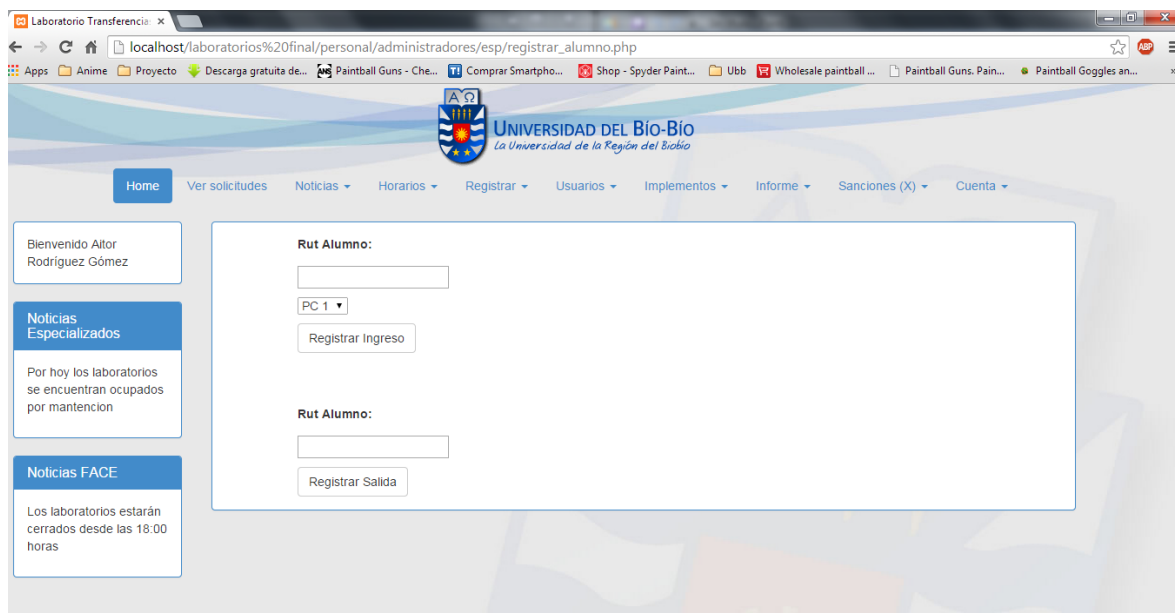 Laboratorio Transferencia
localhost/laboratorios%20final/personal/administradores/esp/registrar_alumno.php
ABP
Apps Anime Proyecto Descarga gratuita de... ANS Paintball Guns - Che... T! Comprar Smartpho... Shop - Spyder Paint... Ubb Wholesale paintball ... Paintball Guns. Pain... Paintball Goggles an... »
Α Ω
UNIVERSIDAD DEL BÍO-BÍO
La Universidad de la Región del Biobío
Home Ver solicitudes Noticias Horarios Registrar Usuarios Implementos Informe Sanciones (X) Cuenta
Bienvenido Aitor
Rodríguez Gómez
Noticias
Especializados
Por hoy los laboratorios
se encuentran ocupados
por mantencion
Noticias FACE
Los laboratorios estarán
cerrados desde las 18:00
horas
Rut Alumno:
PC 1
Registrar Ingreso
Rut Alumno:
Registrar Salida